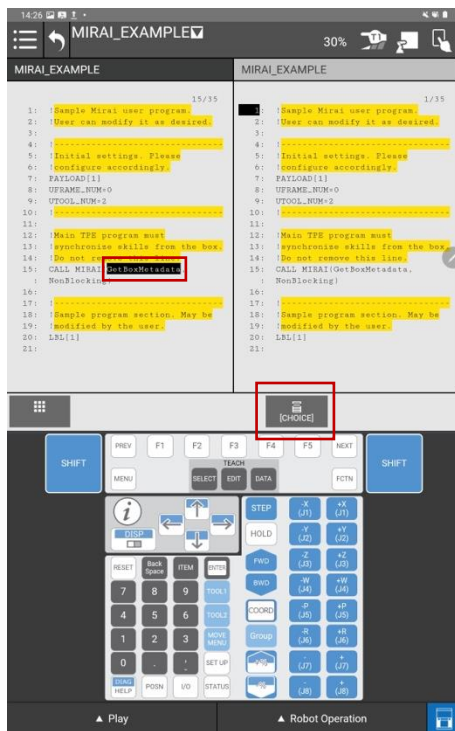 14:26
MIRAI_EXAMPLE
30%
T1
MIRAI_EXAMPLE
15/35
1: !Sample Mirai user program.
2: !User can modify it as desired.
3:
4: !------------------------------
5: !Initial settings. Please
6: !configure accordingly.
7: PAYLOAD[1]
8: UFRAME_NUM=0
9: UTOOL_NUM=2
10: !------------------------------
11:
12: !Main TPE program must
13: !synchronize skills from the box.
14: !Do not remove this line.
15: CALL MIRAI(GetBoxMetadata,
: NonBlocking)
16:
17: !------------------------------
18: !Sample program section. May be
19: !modified by the user.
20: LBL[1]
21:
MIRAI_EXAMPLE
1/35
1: !Sample Mirai user program.
2: !User can modify it as desired.
3:
4: !------------------------------
5: !Initial settings. Please
6: !configure accordingly.
7: PAYLOAD[1]
8: UFRAME_NUM=0
9: UTOOL_NUM=2
10: !------------------------------
11:
12: !Main TPE program must
13: !synchronize skills from the box.
14: !Do not remove this line.
15: CALL MIRAI(GetBoxMetadata,
: NonBlocking)
16:
17: !------------------------------
18: !Sample program section. May be
19: !modified by the user.
20: LBL[1]
21:
[CHOICE]
SHIFT
PREV F1 F2 F3 F4 F5 NEXT
TEACH
MENU SELECT EDIT DATA FCTN
SHIFT
i
DISP
RESET Back Space ITEM ENTER
7 8 9 TOOL1
4 5 6 TOOL2
1 2 3 MOVE MENU
0 . , - SET UP
DIAG HELP POSN I/O STATUS
STEP -X (J1) +X (J1)
HOLD -Y (J2) +Y (J2)
FWD -Z (J3) +Z (J3)
BWD -W (J4) +W (J4)
COORD -P (J5) +P (J5)
Group -R (J6) +R (J6)
+% - (J7) + (J7)
-% - (J8) + (J8)
▲ Play
▲ Robot Operation